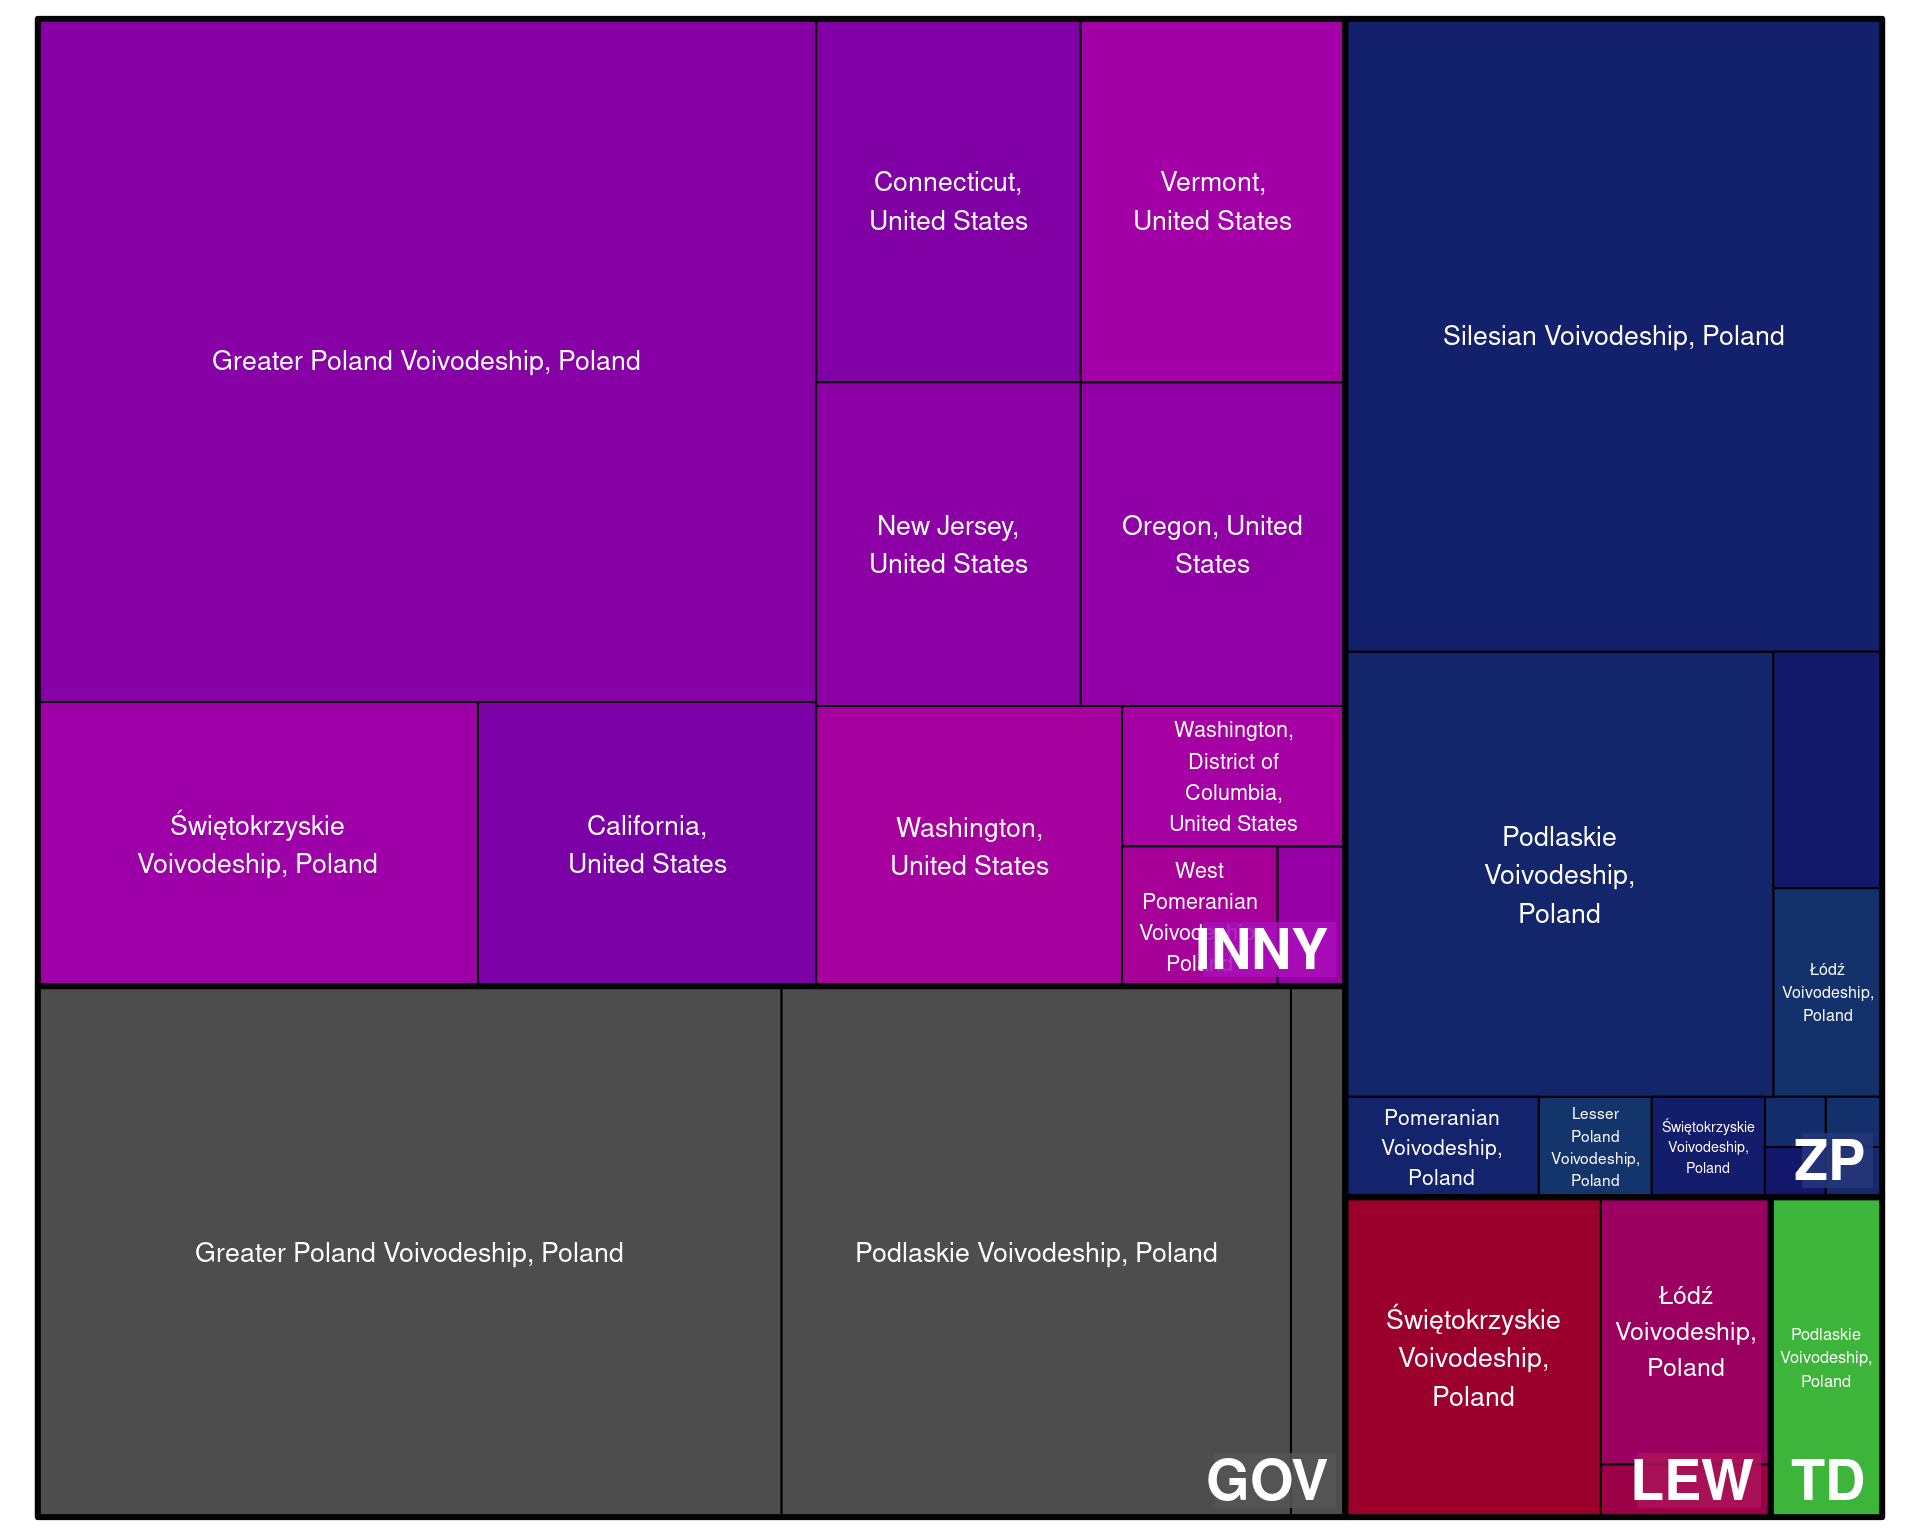 Greater Poland Voivodeship, Poland
Connecticut,
United States
Vermont,
United States
New Jersey,
United States
Oregon, United
States
Świętokrzyskie
Voivodeship, Poland
California,
United States
Washington,
United States
Washington,
District of
Columbia,
United States
West
Pomeranian
INNY
Greater Poland Voivodeship, Poland
Podlaskie Voivodeship, Poland
GOV
Silesian Voivodeship, Poland
Podlaskie
Voivodeship,
Poland
Łódź
Voivodeship,
Poland
Pomeranian
Voivodeship,
Poland
Lesser
Poland
Voivodeship,
Poland
Świętokrzyskie
Voivodeship,
Poland
ZP
Świętokrzyskie
Voivodeship,
Poland
Łódź
Voivodeship,
Poland
LEW
Podlaskie
Voivodeship,
Poland
TD